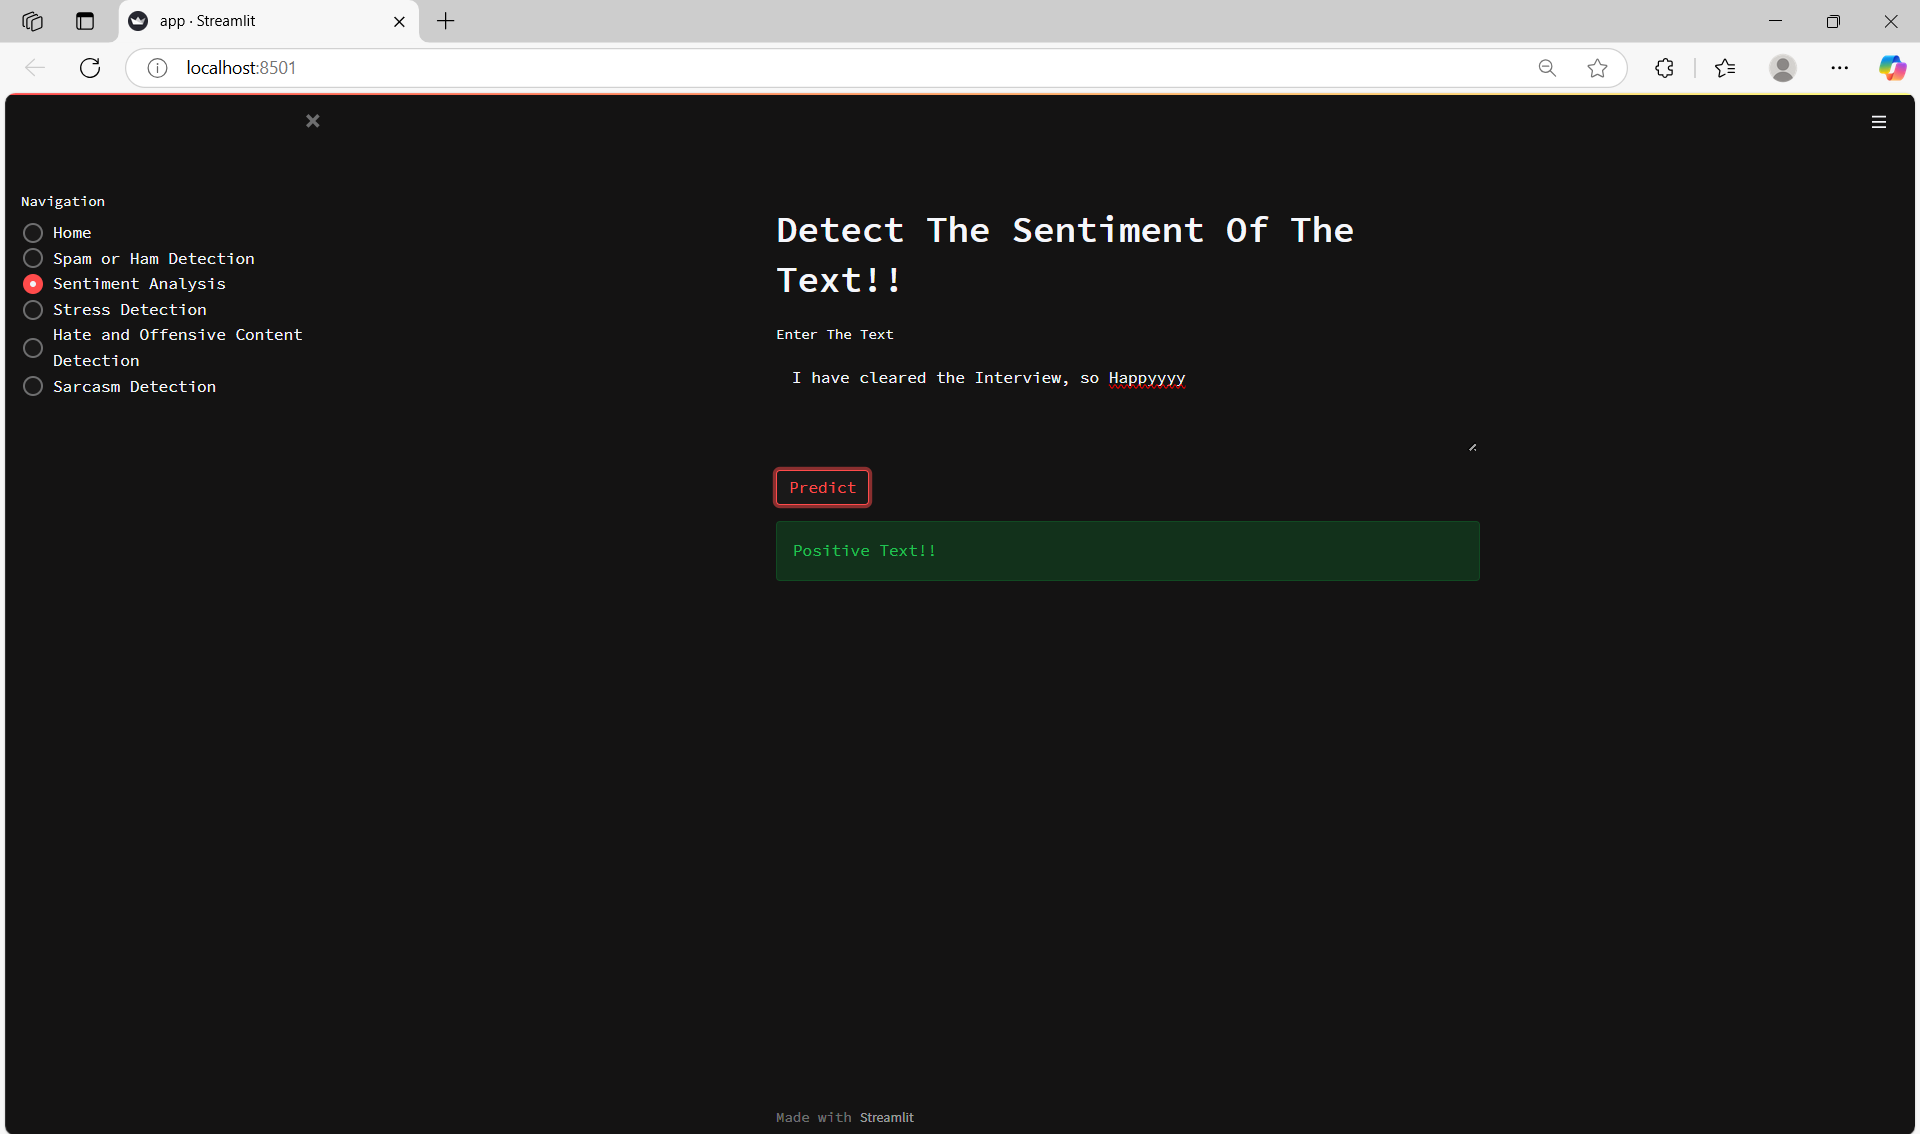 app · Streamlit
localhost:8501
Navigation
Home
Spam or Ham Detection
Sentiment Analysis
Stress Detection
Hate and Offensive Content
Detection
Sarcasm Detection
Detect The Sentiment Of The
Text!!
Enter The Text
I have cleared the Interview, so Happyyyy
Predict
Positive Text!!
Made with Streamlit